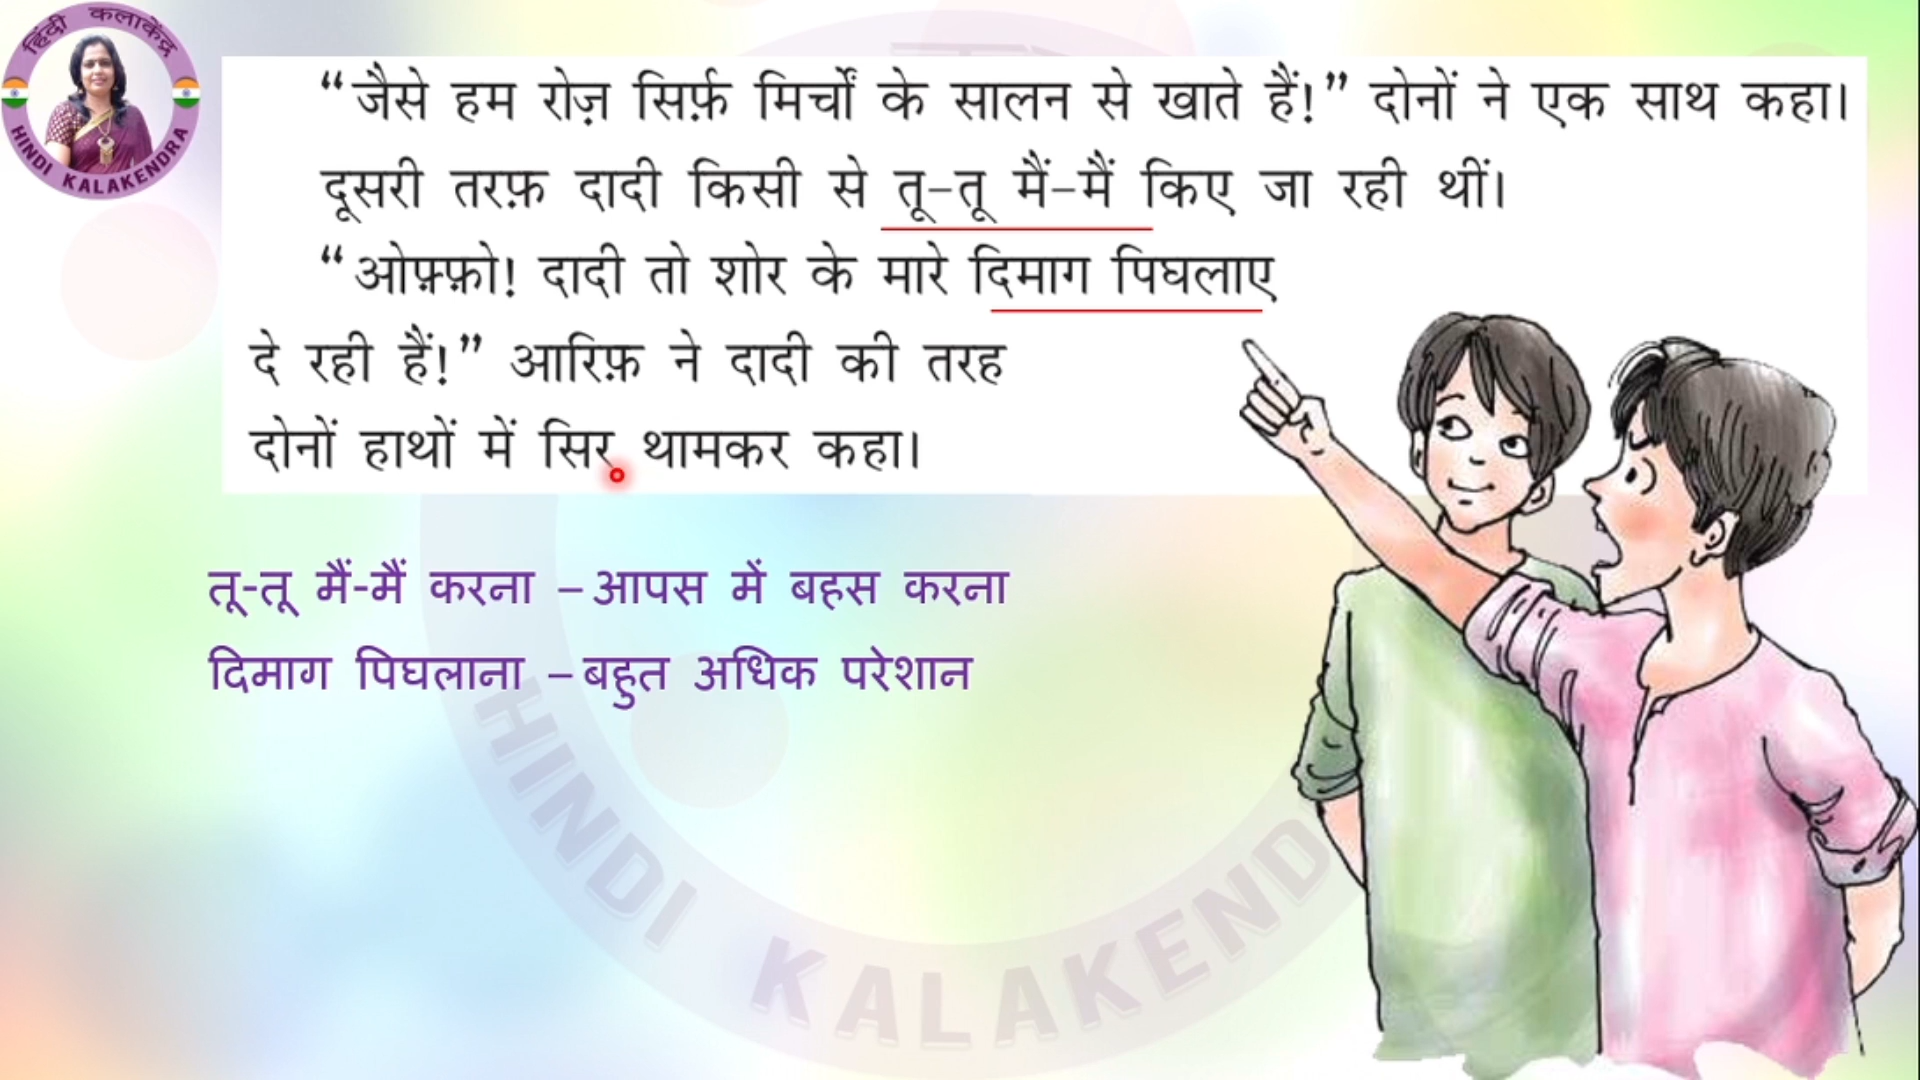 हिंदी कलाकेंद्र
HINDI KALAKENDRA
“जैसे हम रोज़ सिर्फ़ मिर्चों के सालन से खाते हैं!” दोनों ने एक साथ कहा।
दूसरी तरफ़ दादी किसी से तू-तू मैं-मैं किए जा रही थीं।
“ओफ़्फ़ो! दादी तो शोर के मारे दिमाग पिघलाए
दे रही हैं!” आरिफ़ ने दादी की तरह
दोनों हाथों में सिर थामकर कहा।
तू-तू मैं-मैं करना – आपस में बहस करना
दिमाग पिघलाना – बहुत अधिक परेशान
HINDI KALAKEND